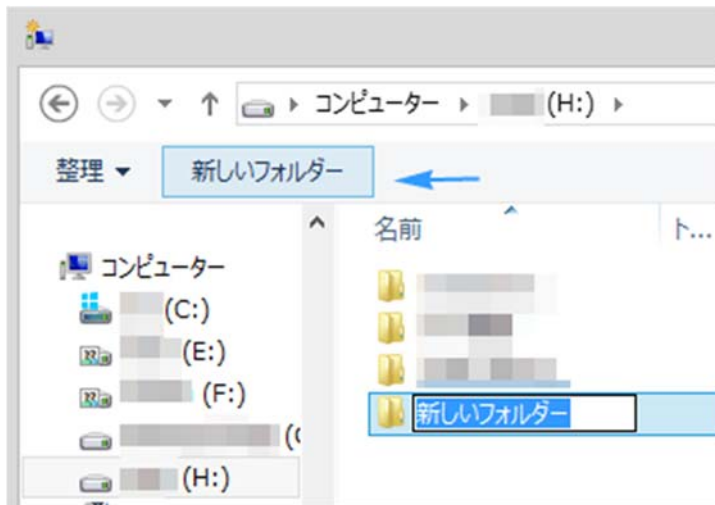 コンピューター (H:)
整理 新しいフォルダー
名前 ト...
コンピューター
(C:)
(E:)
(F:)
(H:)
新しいフォルダー